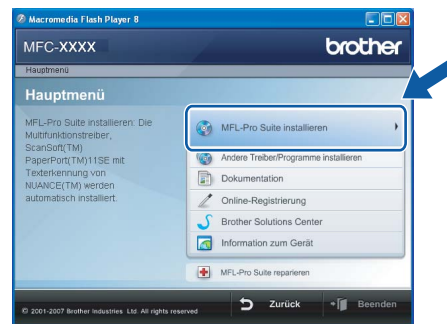 Macromedia Flash Player 8
MFC-XXXX
brother
Hauptmenü
Hauptmenü
MFL-Pro Suite installieren: Die
Multifunktionstreiber,
ScanSoft(TM)
PaperPort(TM)11SE mit
Texterkennung von
NUANCE(TM) werden
automatisch installiert.
MFL-Pro Suite installieren
Andere Treiber/Programme installieren
Dokumentation
Online-Registrierung
Brother Solutions Center
Information zum Gerät
MFL-Pro Suite reparieren
© 2001-2007 Brother Industries Ltd. All rights reserved
Zurück
Beenden